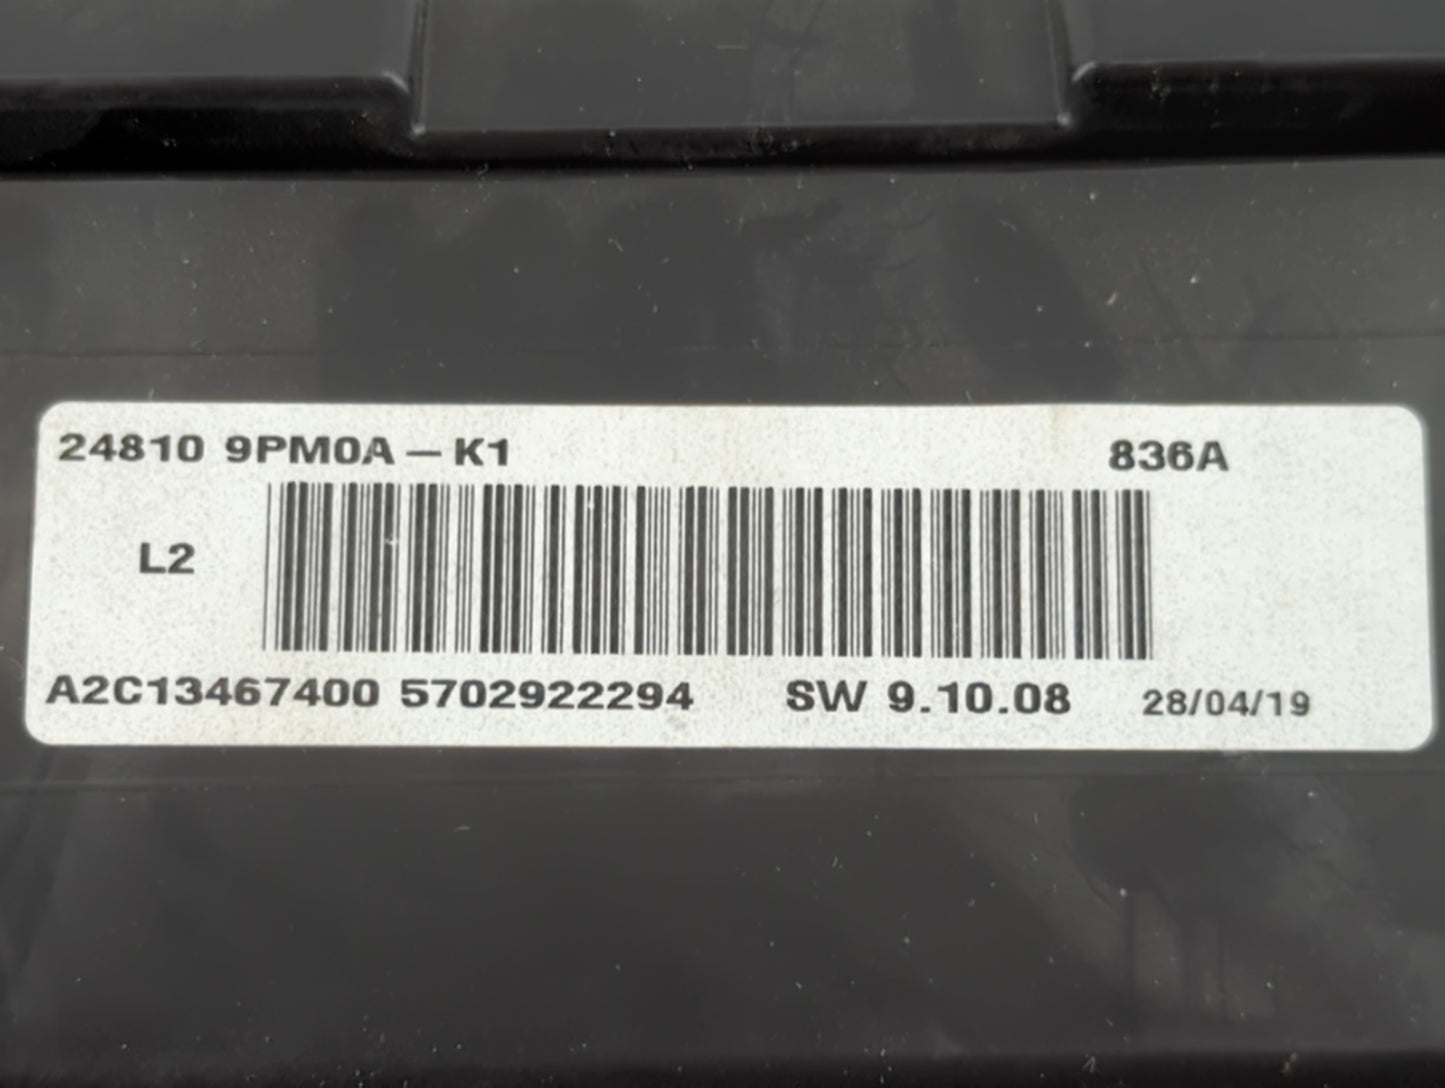 24810 9PM0A – K1 836A
L2
A2C13467400 5702922294 SW 9.10.08 28/04/19